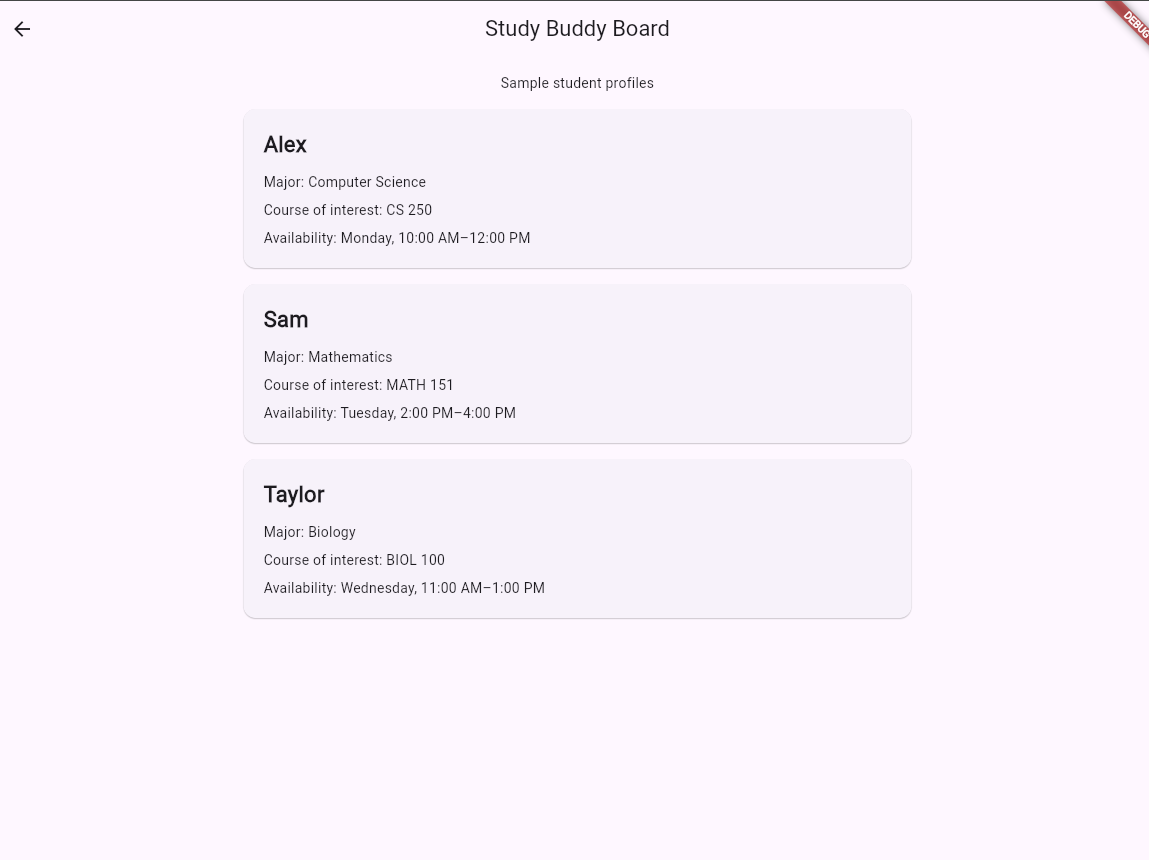 Study Buddy Board
DEBUG
Sample student profiles
Alex
Major: Computer Science
Course of interest: CS 250
Availability: Monday, 10:00 AM–12:00 PM
Sam
Major: Mathematics
Course of interest: MATH 151
Availability: Tuesday, 2:00 PM–4:00 PM
Taylor
Major: Biology
Course of interest: BIOL 100
Availability: Wednesday, 11:00 AM–1:00 PM